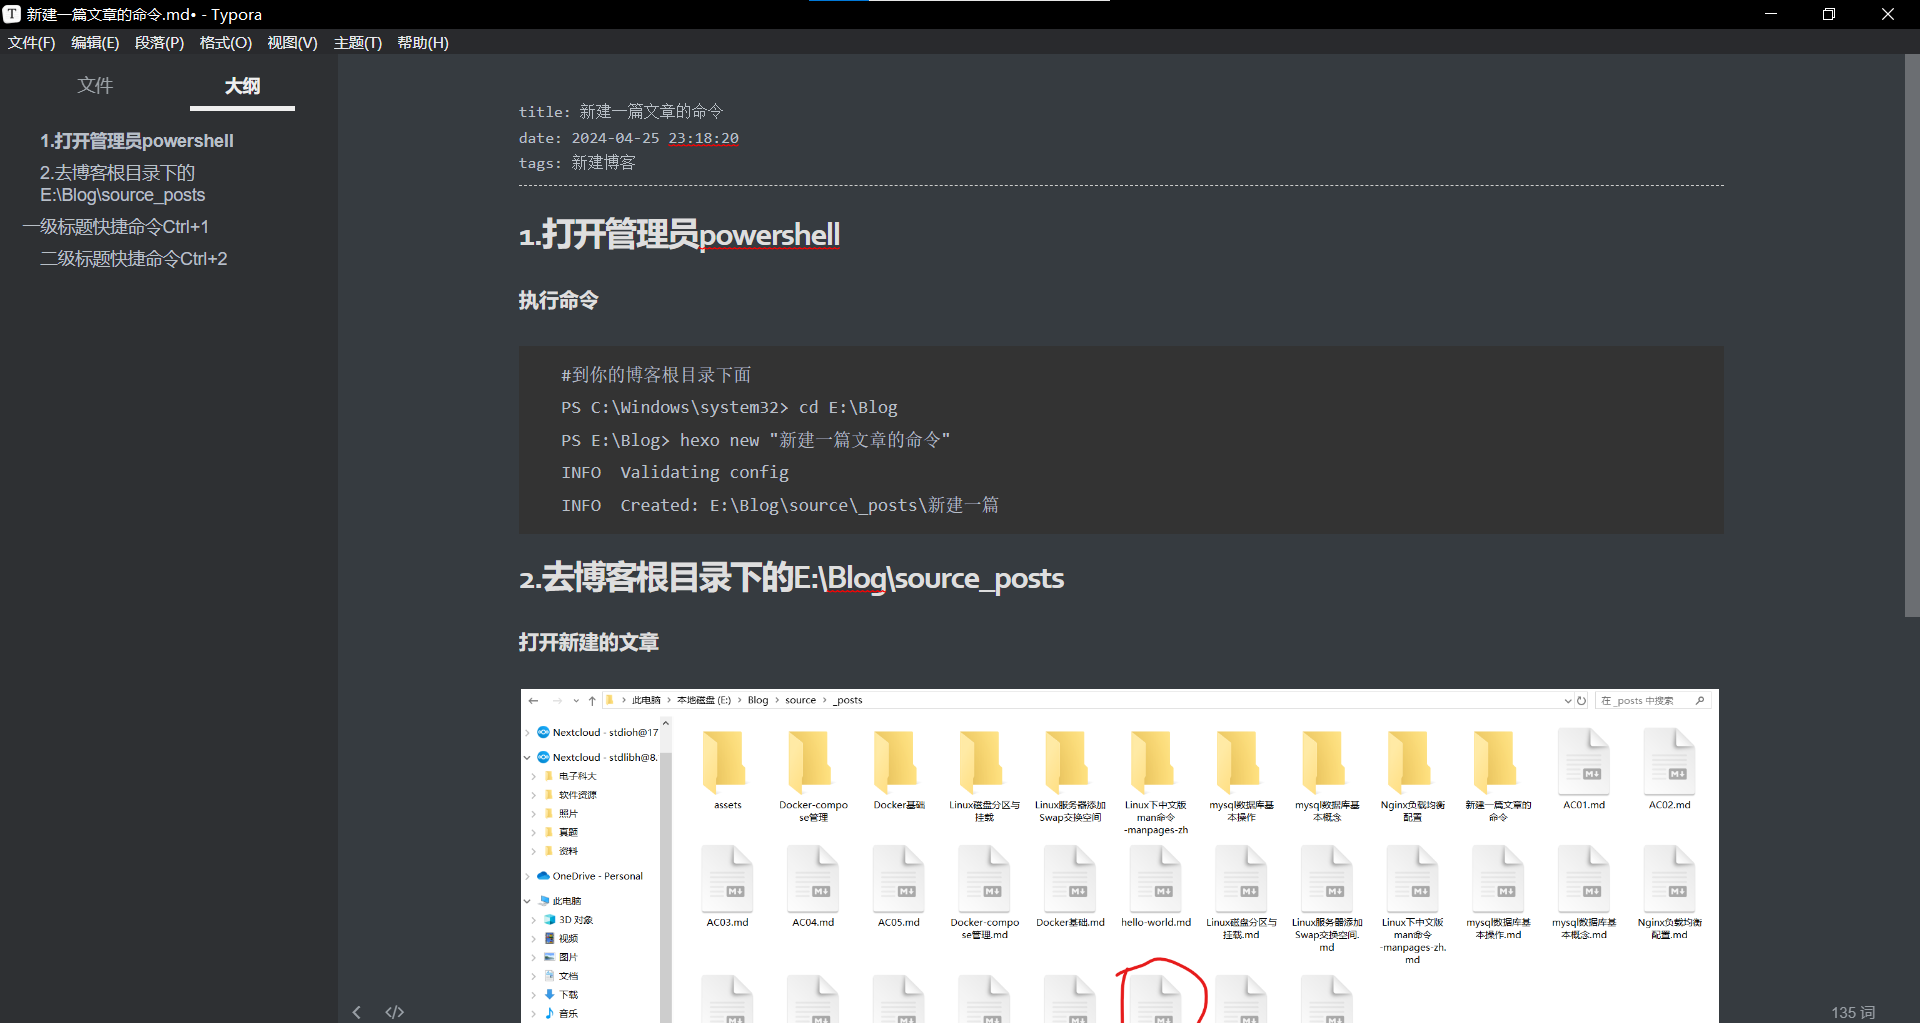 新建一篇文章的命令.md• - Typora
文件(F) 编辑(E) 段落(P) 格式(O) 视图(V) 主题(T) 帮助(H)
文件 大纲
1.打开管理员powershell
2.去博客根目录下的
E:\Blog\source_posts
一级标题快捷命令Ctrl+1
二级标题快捷命令Ctrl+2
title: 新建一篇文章的命令
date: 2024-04-25 23:18:20
tags: 新建博客
1.打开管理员powershell
执行命令
#到你的博客根目录下面
PS C:\Windows\system32> cd E:\Blog
PS E:\Blog> hexo new "新建一篇文章的命令"
INFO  Validating config
INFO  Created: E:\Blog\source\_posts\新建一篇
2.去博客根目录下的E:\Blog\source_posts
打开新建的文章
此电脑 › 本地磁盘 (E:) › Blog › source › _posts
在 _posts 中搜索
Nextcloud - stdioh@17
Nextcloud - stdlibh@8.
电子科大
软件资源
照片
真题
资料
OneDrive - Personal
此电脑
3D 对象
视频
图片
文档
下载
音乐
assets
Docker-compo
se管理
Docker基础
Linux磁盘分区与
挂载
Linux服务器添加
Swap交换空间
Linux下中文版
man命令
-manpages-zh
mysql数据库基
本操作
mysql数据库基
本概念
Nginx负载均衡
配置
新建一篇文章的
命令
AC01.md
AC02.md
AC03.md
AC04.md
AC05.md
Docker-compo
se管理.md
Docker基础.md
hello-world.md
Linux磁盘分区与
挂载.md
Linux服务器添加
Swap交换空间.
md
Linux下中文版
man命令
-manpages-zh.
md
mysql数据库基
本操作.md
mysql数据库基
本概念.md
Nginx负载均衡
配置.md
135 词